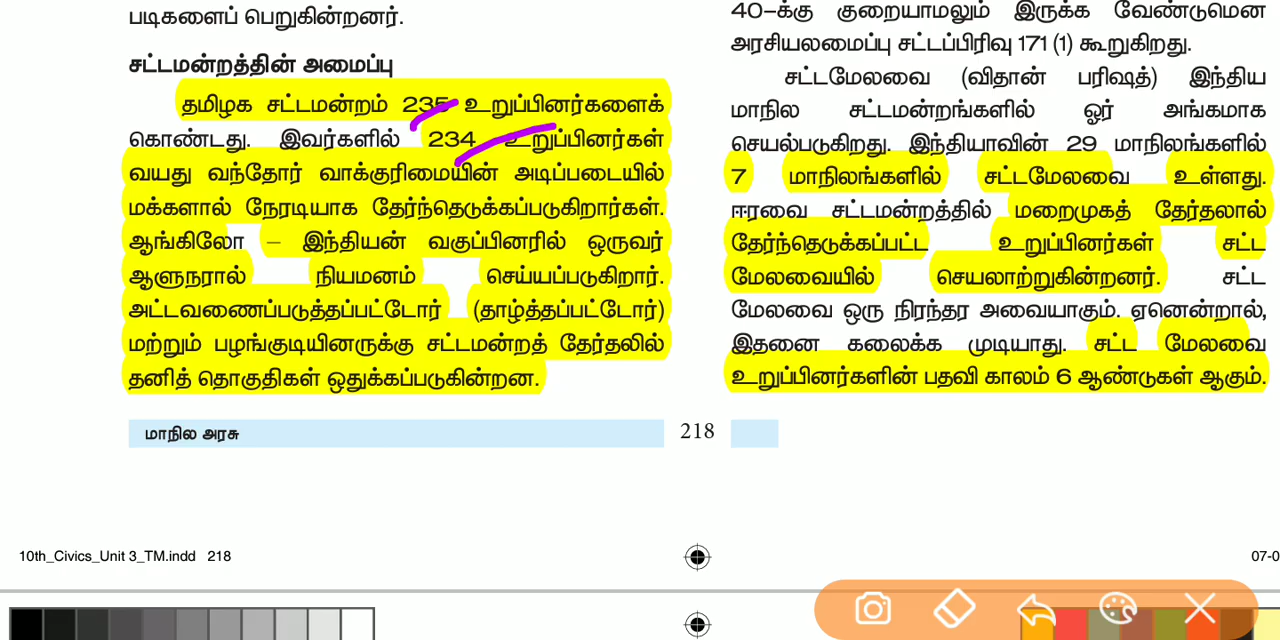 படிகளைப் பெறுகின்றனர்.
சட்டமன்றத்தின் அமைப்பு
தமிழக சட்டமன்றம் 235 உறுப்பினர்களைக்
கொண்டது. இவர்களில் 234 உறுப்பினர்கள்
வயது வந்தோர் வாக்குரிமையின் அடிப்படையில்
மக்களால் நேரடியாக தேர்ந்தெடுக்கப்படுகிறார்கள்.
ஆங்கிலோ – இந்தியன் வகுப்பினரில் ஒருவர்
ஆளுநரால் நியமனம் செய்யப்படுகிறார்.
அட்டவணைப்படுத்தப்பட்டோர் (தாழ்த்தப்பட்டோர்)
மற்றும் பழங்குடியினருக்கு சட்டமன்றத் தேர்தலில்
தனித் தொகுதிகள் ஒதுக்கப்படுகின்றன.
40–க்கு குறையாமலும் இருக்க வேண்டுமென
அரசியலமைப்பு சட்டப்பிரிவு 171 (1) கூறுகிறது.
சட்டமேலவை (விதான் பரிஷத்) இந்திய
மாநில சட்டமன்றங்களில் ஓர் அங்கமாக
செயல்படுகிறது. இந்தியாவின் 29 மாநிலங்களில்
7 மாநிலங்களில் சட்டமேலவை உள்ளது.
ஈரவை சட்டமன்றத்தில் மறைமுகத் தேர்தலால்
தேர்ந்தெடுக்கப்பட்ட உறுப்பினர்கள் சட்ட
மேலவையில் செயலாற்றுகின்றனர். சட்ட
மேலவை ஒரு நிரந்தர அவையாகும். ஏனென்றால்,
இதனை கலைக்க முடியாது. சட்ட மேலவை
உறுப்பினர்களின் பதவி காலம் 6 ஆண்டுகள் ஆகும்.
மாநில அரசு
218
10th_Civics_Unit 3_TM.indd 218
07-0